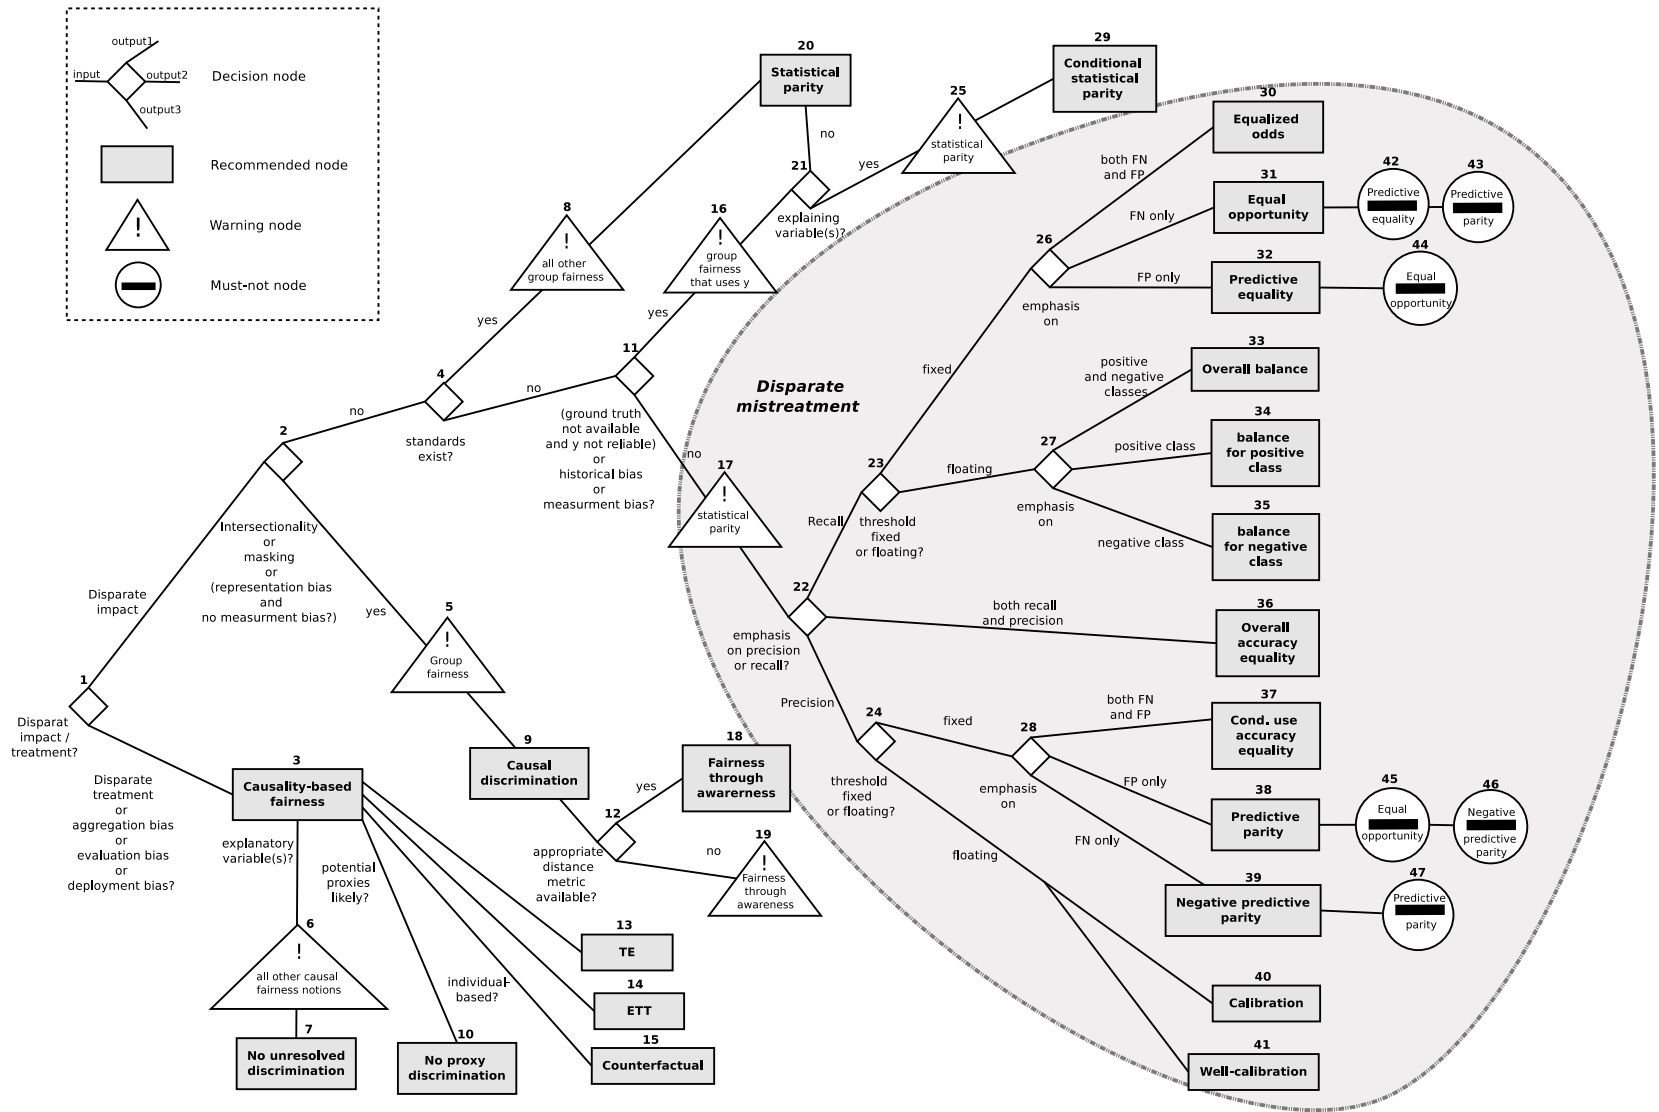 output1
input
output2
output3
Decision node
Recommended node
!
Warning node
Must-not node
20
Statistical
parity
29
Conditional
statistical
parity
25
!
statistical
parity
no
21
yes
explaining
variable(s)?
8
!
all other
group fairness
16
!
group
fairness
that uses y
yes
yes
4
no
11
no
standards
exist?
(ground truth
not available
and y not reliable)
or
historical bias
or
measurment bias?
no
2
Intersectionality
or
masking
or
(representation bias
and
no measurment bias?)
Disparate
impact
yes
1
Disparat
impact /
treatment?
Disparate
treatment
or
aggregation bias
or
evaluation bias
or
deployment bias?
5
!
Group
fairness
9
Causal
discrimination
yes
18
Fairness
through
awarerness
12
appropriate
distance
metric
available?
no
19
!
Fairness
through
awareness
3
Causality-based
fairness
explanatory
variable(s)?
potential
proxies
likely?
6
!
all other causal
fairness notions
7
No unresolved
discrimination
10
No proxy
discrimination
individual-
based?
13
TE
14
ETT
15
Counterfactual
Disparate
mistreatment
17
!
statistical
parity
22
emphasis
on precision
or recall?
Recall
both recall
and precision
Precision
23
threshold
fixed
or floating?
fixed
floating
26
emphasis
on
both FN
and FP
FN only
FP only
30
Equalized
odds
31
Equal
opportunity
42
Predictive
equality
43
Predictive
parity
32
Predictive
equality
44
Equal
opportunity
27
emphasis
on
positive
and negative
classes
positive class
negative class
33
Overall balance
34
balance
for positive
class
35
balance
for negative
class
36
Overall
accuracy
equality
24
threshold
fixed
or floating?
fixed
floating
28
emphasis
on
both FN
and FP
FP only
FN only
37
Cond. use
accuracy
equality
38
Predictive
parity
45
Equal
opportunity
46
Negative
predictive
parity
39
Negative predictive
parity
47
Predictive
parity
40
Calibration
41
Well-calibration